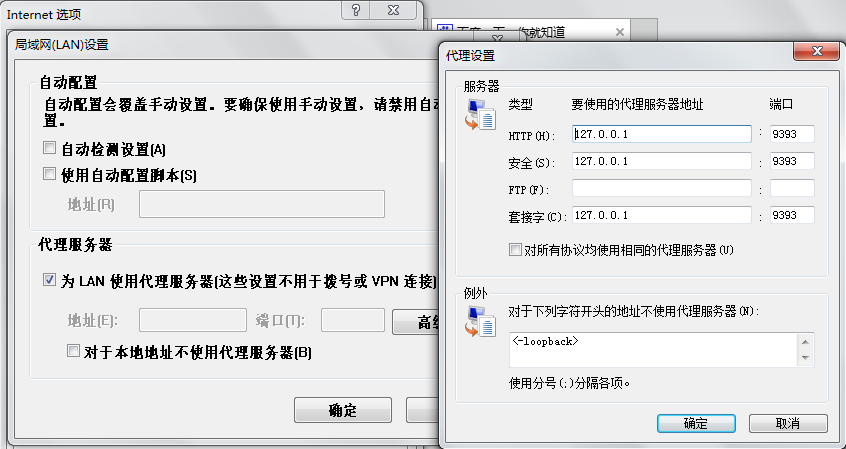 Internet 选项
局域网(LAN)设置
自动配置
自动配置会覆盖手动设置。要确保使用手动设置，请禁用自动
置。
自动检测设置(A)
使用自动配置脚本(S)
地址(R)
代理服务器
为 LAN 使用代理服务器(这些设置不用于拨号或 VPN 连接)
地址(E):
端口(T):
高级
对于本地地址不使用代理服务器(B)
确定
百度一下，你就知道
代理设置
服务器
类型 要使用的代理服务器地址 端口
HTTP(H): 127.0.0.1 : 9393
安全(S): 127.0.0.1 : 9393
FTP(F): :
套接字(C): 127.0.0.1 : 9393
对所有协议均使用相同的代理服务器(U)
例外
对于下列字符开头的地址不使用代理服务器(N):
<-loopback>
使用分号(;)分隔各项。
确定 取消